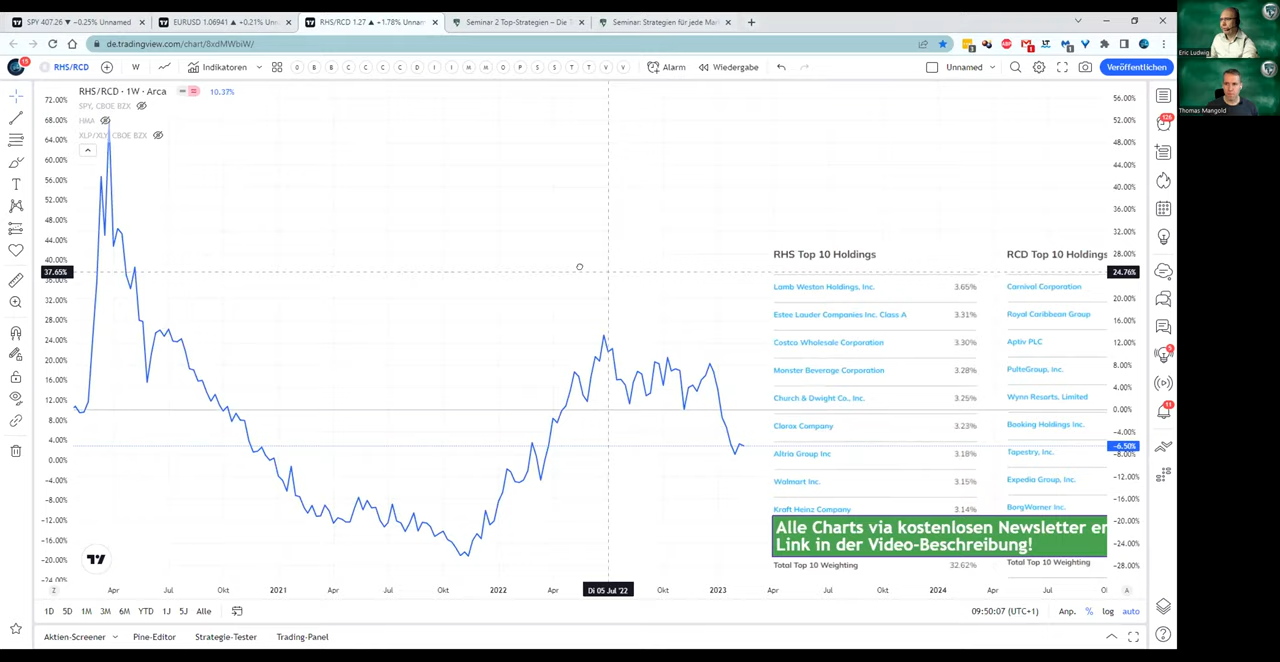 SPY 407.26 ▼ −0.25% Unnamed
EURUSD 1.06941 ▲ +0.21% Unn
RHS/RCD 1.27 ▲ +1.78% Unnam
Seminar 2 Top-Strategien – Die T
Seminar: Strategien für jede Mar
de.tradingview.com/chart/8xdMWbiW/
RHS/RCD
W
Indikatoren
O B B C C C C D I I M M Q P S S T T V V
Alarm
Wiedergabe
Unnamed
Veröffentlichen
Eric Ludwig
Thomas Mangold
RHS/RCD · 1W · Arca
10.37%
SPY, CBOE BZX
HMA
XLP/XLY, CBOE BZX
72.00%
68.00%
64.00%
60.00%
56.00%
52.00%
48.00%
44.00%
40.00%
37.65%
36.00%
32.00%
28.00%
24.00%
20.00%
16.00%
12.00%
8.00%
4.00%
0.00%
−4.00%
−8.00%
−12.00%
−16.00%
−20.00%
−24.00%
56.00%
52.00%
48.00%
44.00%
40.00%
36.00%
32.00%
28.00%
24.76%
20.00%
16.00%
12.00%
8.00%
4.00%
0.00%
−4.00%
−6.50%
−8.00%
−12.00%
−16.00%
−20.00%
−24.00%
−28.00%
RHS Top 10 Holdings
Lamb Weston Holdings, Inc. 3.65%
Estee Lauder Companies Inc. Class A 3.31%
Costco Wholesale Corporation 3.30%
Monster Beverage Corporation 3.28%
Church & Dwight Co., Inc. 3.25%
Clorox Company 3.23%
Altria Group Inc 3.18%
Walmart Inc. 3.15%
Kraft Heinz Company 3.14%
Total Top 10 Weighting 32.62%
RCD Top 10 Holdings
Carnival Corporation
Royal Caribbean Group
Aptiv PLC
PulteGroup, Inc.
Wynn Resorts, Limited
Booking Holdings Inc.
Tapestry, Inc.
Expedia Group, Inc.
BorgWarner Inc.
Total Top 10 Weighting
Alle Charts via kostenlosen Newsletter er
Link in der Video-Beschreibung!
Z
Apr
Jul
Okt
2021
Apr
Jul
Okt
2022
Apr
Di 05 Jul '22
Okt
2023
Apr
Jul
Okt
2024
Apr
Jul
A
1D 5D 1M 3M 6M YTD 1J 5J Alle
09:50:07 (UTC+1)
Anp. % log auto
Aktien-Screener
Pine-Editor
Strategie-Tester
Trading-Panel